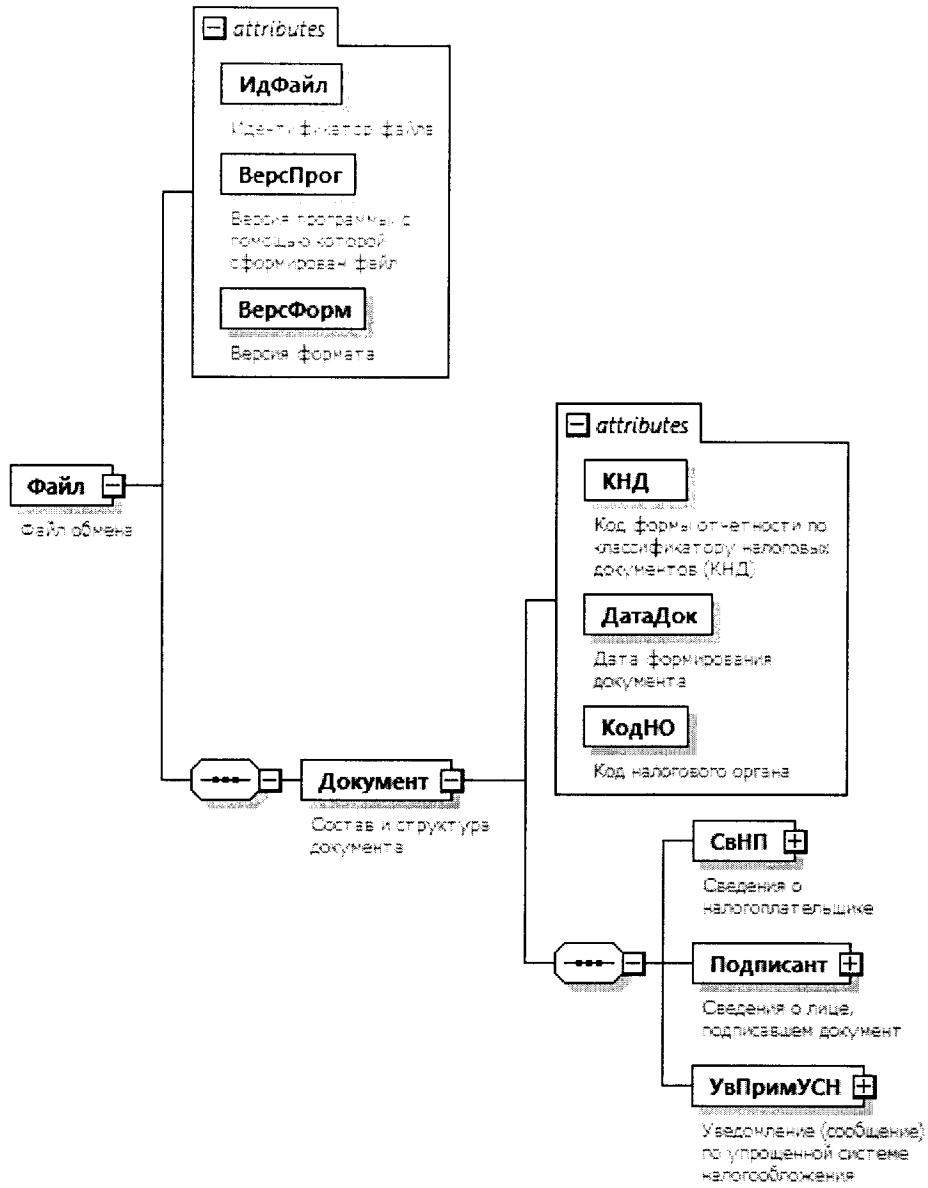 attributes
ИдФайл
Идентификатор файла
ВерсПрог
Версия программы, с
помощью которой
сформирован файл
ВерсФорм
Версия формата
Файл
Файл обмена
attributes
КНД
Код формы отчетности по
классификатору налоговых
документов (КНД)
ДатаДок
Дата формирования
документа
КодНО
Код налогового органа
Документ
Состав и структура
документа
СвНП
Сведения о
налогоплательщике
Подписант
Сведения о лице,
подписавшем документ
УвПримУСН
Уведомление (сообщение)
по упрощенной системе
налогообложения